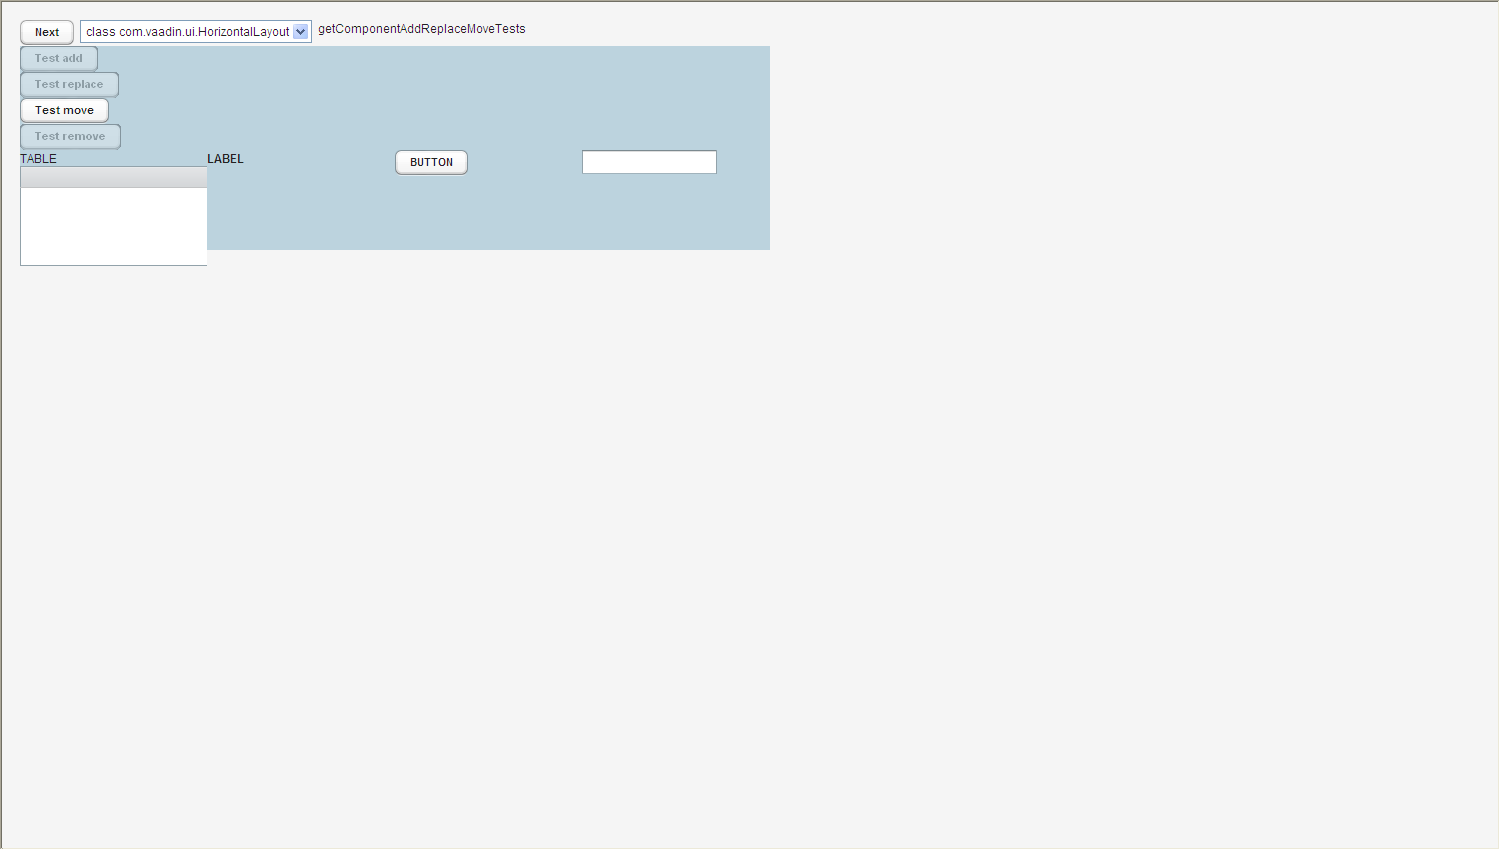 Next class com.vaadin.ui.HorizontalLayout getComponentAddReplaceMoveTests
Test add
Test replace
Test move
Test remove
TABLE LABEL BUTTON